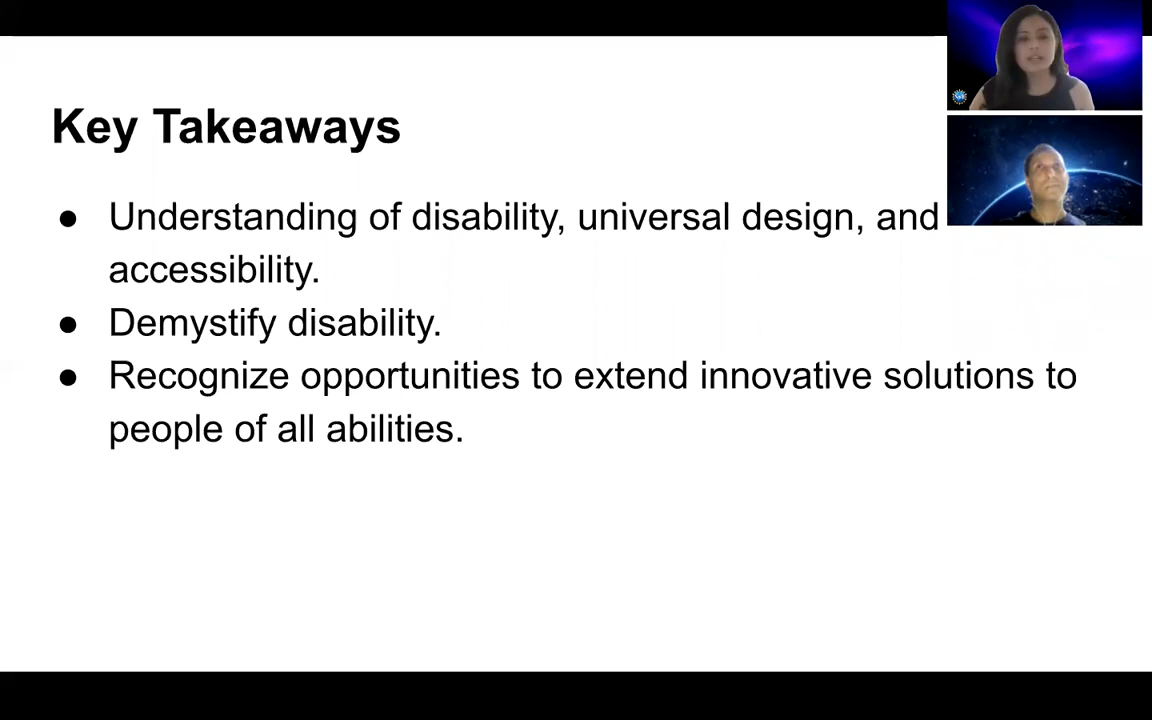 Key Takeaways
● Understanding of disability, universal design, and
accessibility.
● Demystify disability.
● Recognize opportunities to extend innovative solutions to
people of all abilities.